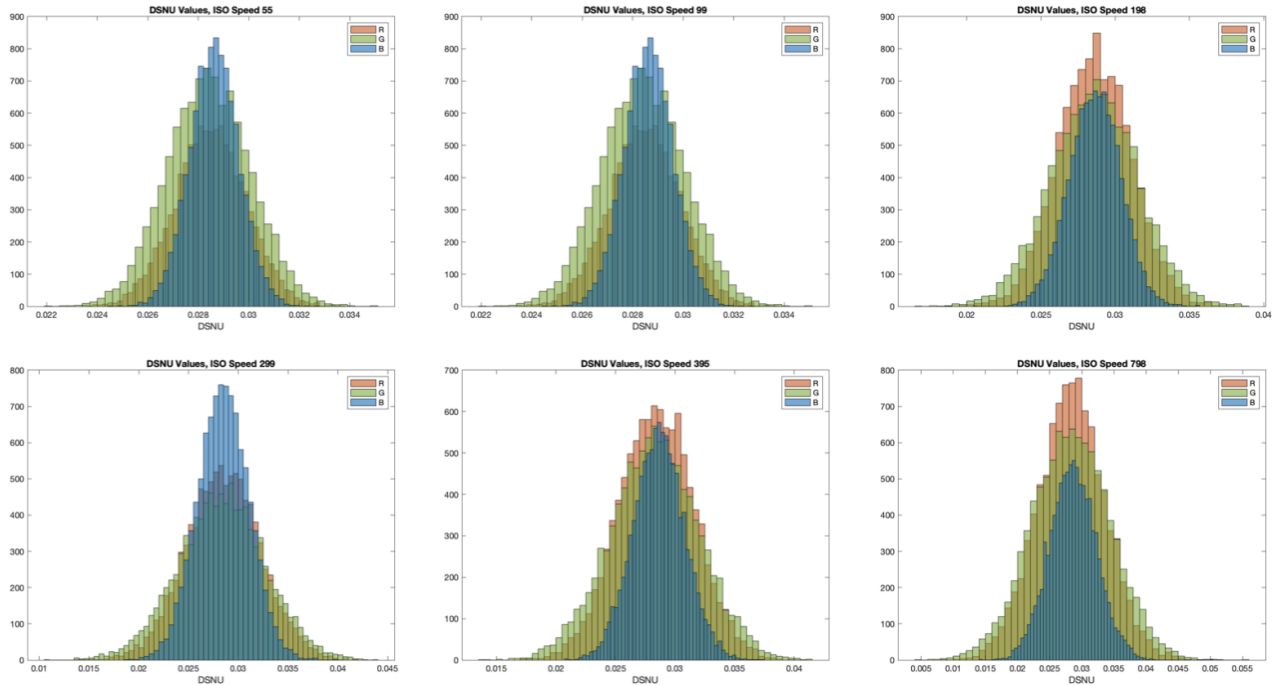 DSNU Values, ISO Speed 55
900
800
700
600
500
400
300
200
100
0
0.022 0.024 0.026 0.028 0.03 0.032 0.034
DSNU
R
G
B
DSNU Values, ISO Speed 99
900
800
700
600
500
400
300
200
100
0
0.022 0.024 0.026 0.028 0.03 0.032 0.034
DSNU
R
G
B
DSNU Values, ISO Speed 198
900
800
700
600
500
400
300
200
100
0
0.02 0.025 0.03 0.035 0.04
DSNU
R
G
B
DSNU Values, ISO Speed 299
800
700
600
500
400
300
200
100
0
0.01 0.015 0.02 0.025 0.03 0.035 0.04 0.045
DSNU
R
G
B
DSNU Values, ISO Speed 395
700
600
500
400
300
200
100
0
0.015 0.02 0.025 0.03 0.035 0.04
DSNU
R
G
B
DSNU Values, ISO Speed 798
800
700
600
500
400
300
200
100
0
0.005 0.01 0.015 0.02 0.025 0.03 0.035 0.04 0.045 0.05 0.055
DSNU
R
G
B